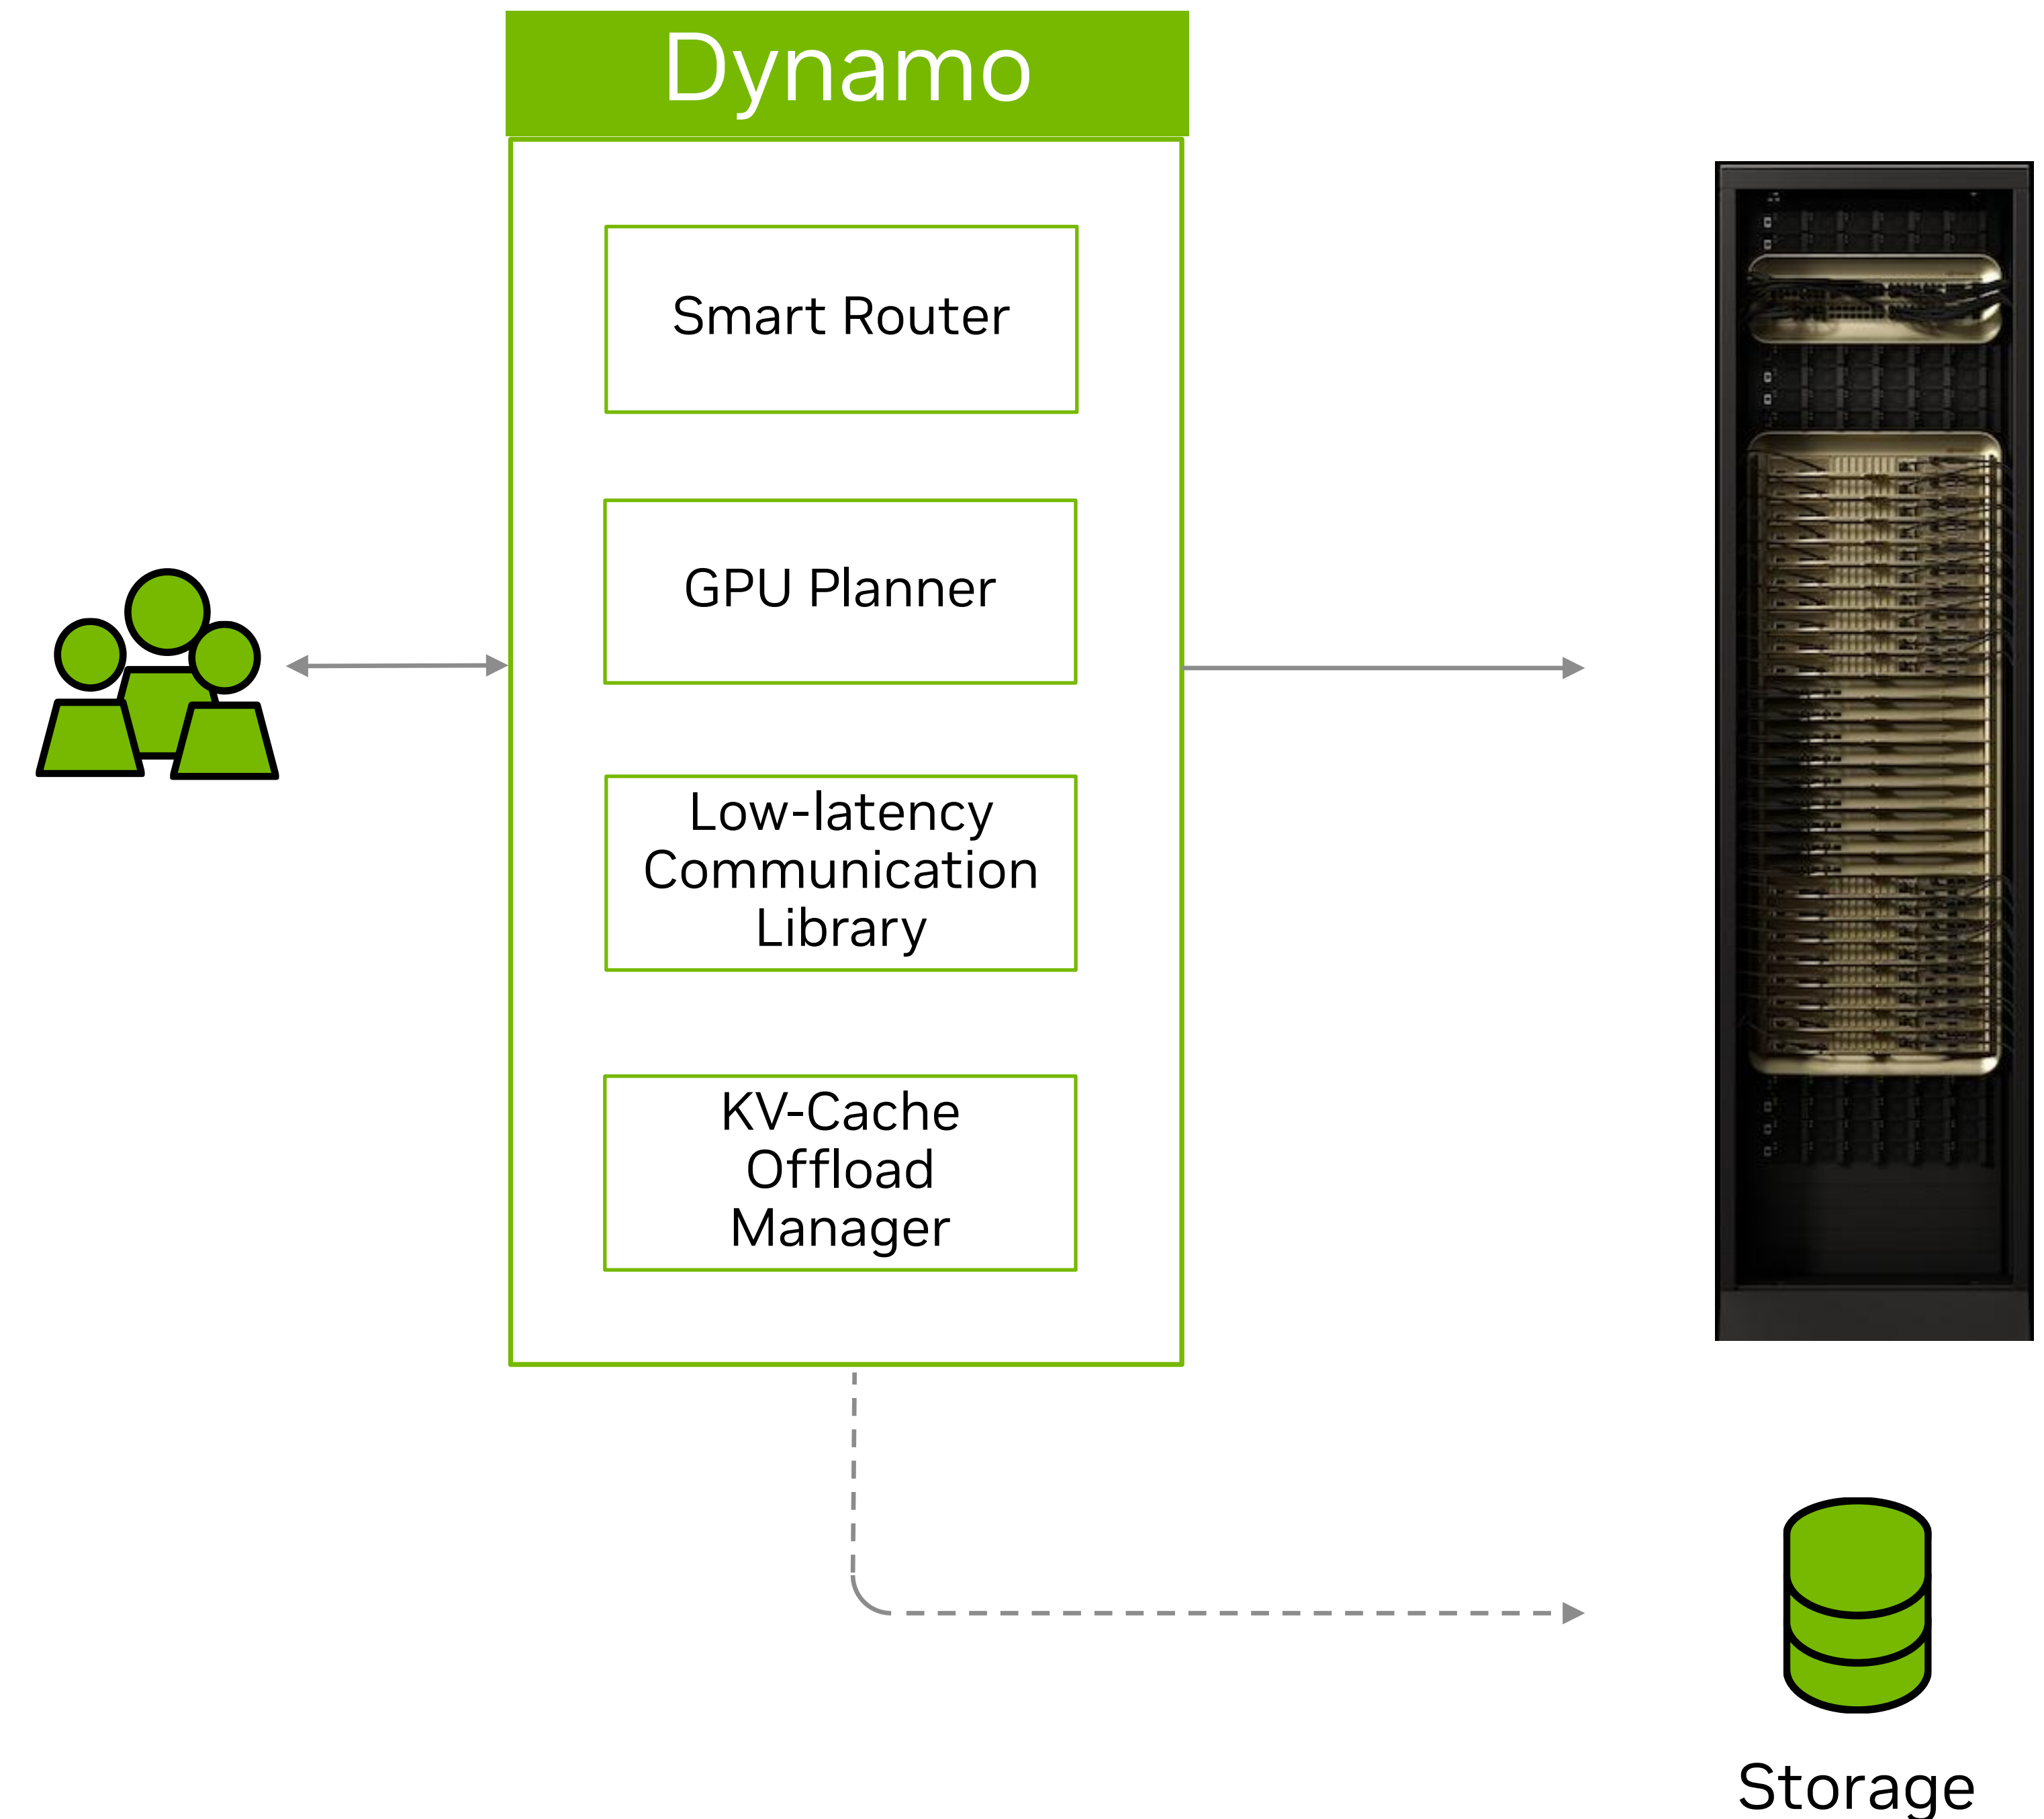 Dynamo
Smart Router
GPU Planner
Low-latency
Communication
Library
KV-Cache
Offload
Manager
Storage